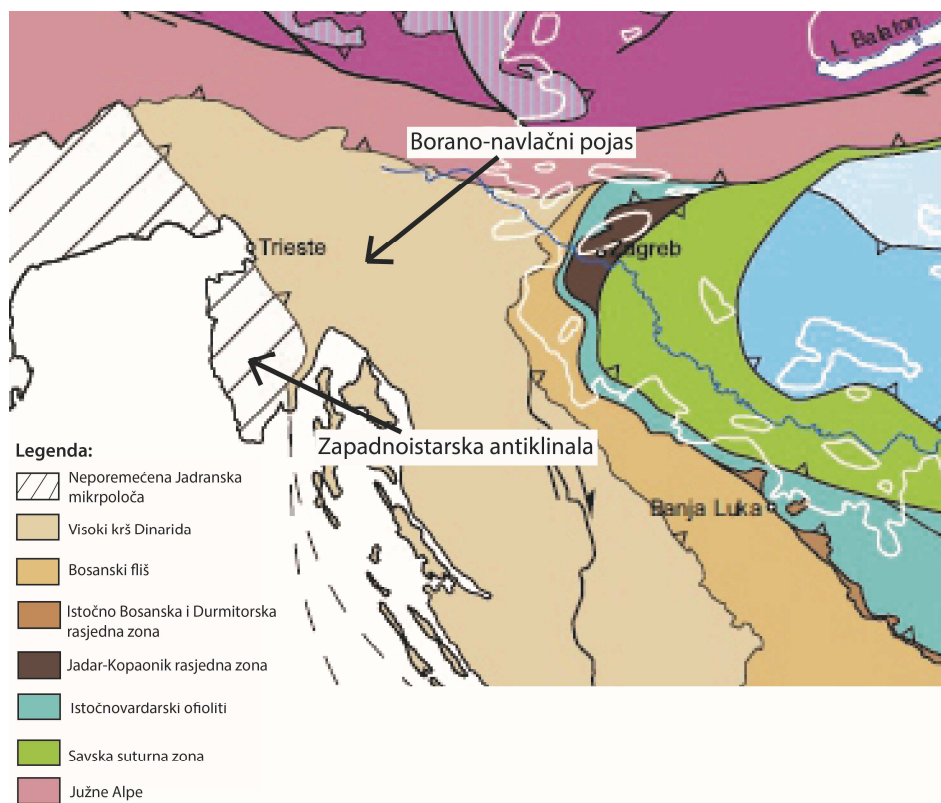 L. Balaton
Borano-navlačni pojas
Trieste
Zagreb
Zapadnoistarska antiklinala
Banja Luka
Legenda:
Neporemećena Jadranska
mikrpoloča
Visoki krš Dinarida
Bosanski fliš
Istočno Bosanska i Durmitorska
rasjedna zona
Jadar-Kopaonik rasjedna zona
Istočnovardarski ofioliti
Savska suturna zona
Južne Alpe